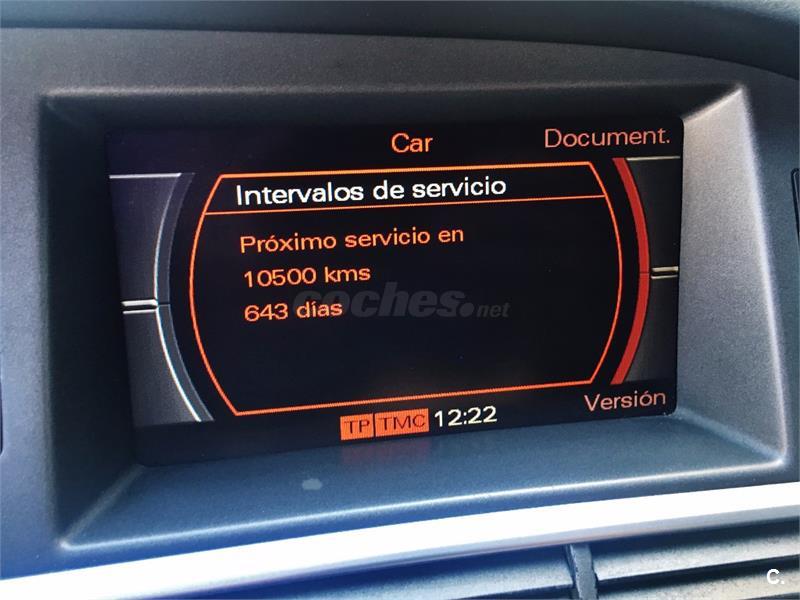 Car
Document.
Intervalos de servicio
Próximo servicio en
10500 kms
643 días
coches.net
Versión
TP TMC 12:22
C.